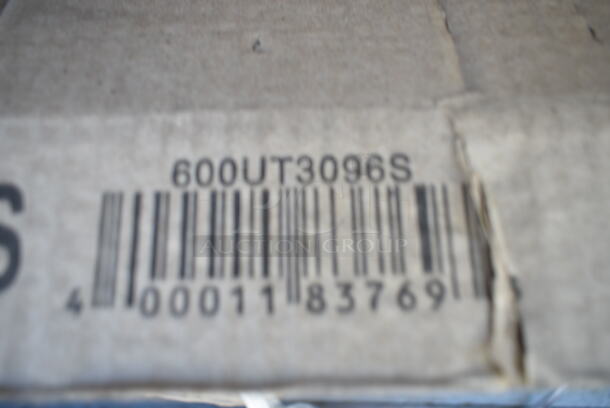 600UT3096S
S
AUCTION GROUP
4 00011 83769